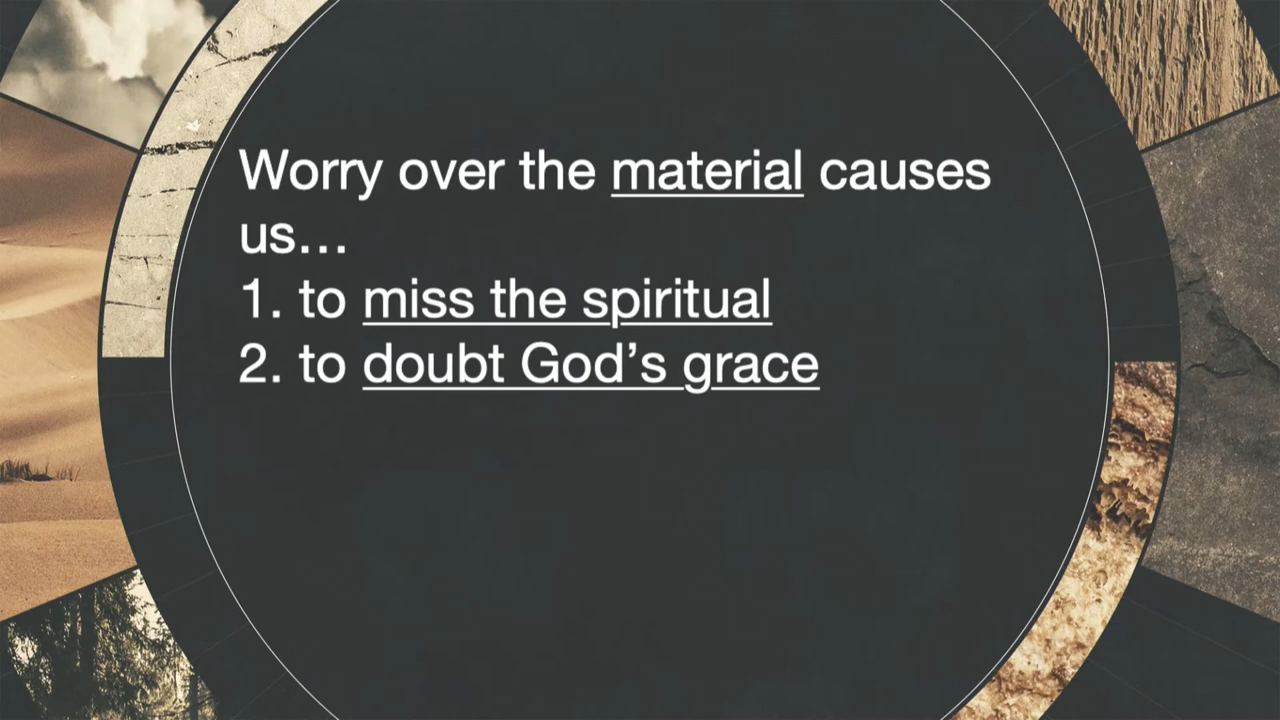 Worry over the material causes
us…
1. to miss the spiritual
2. to doubt God’s grace